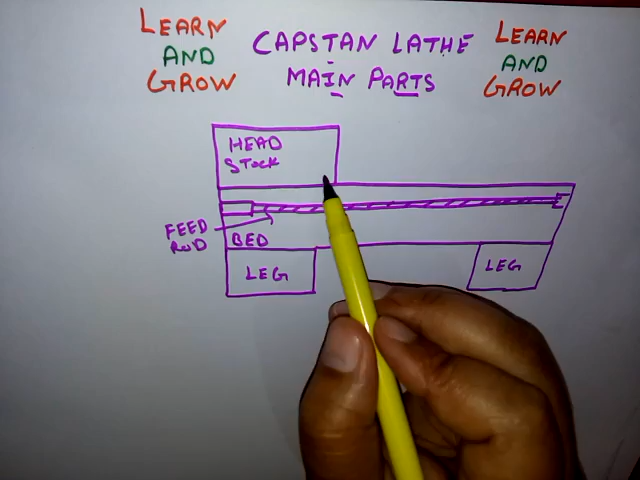 LEARN
AND
GROW
CAPSTAN LATHE
MAIN PARTS
LEARN
AND
GROW
HEAD
STOCK
FEED
ROD
BED
LEG
LEG